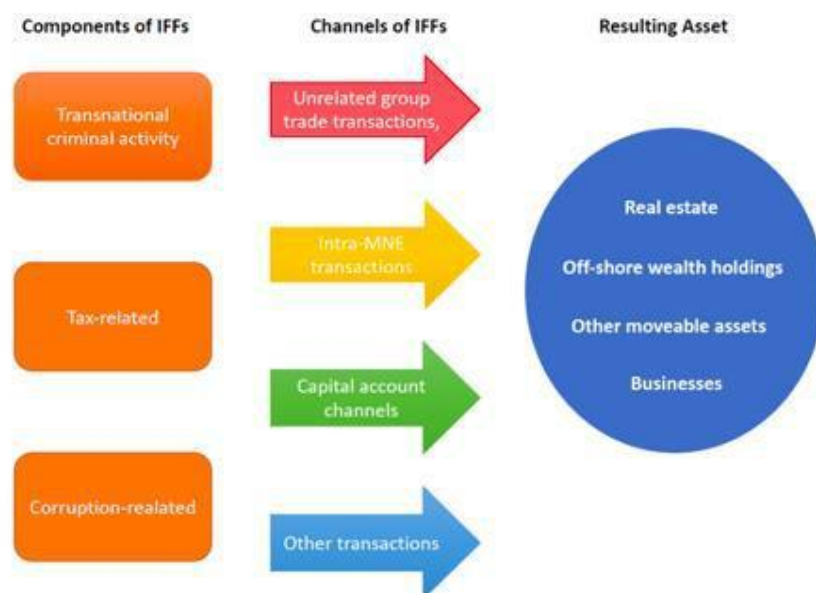 Components of IFFs
Channels of IFFs
Resulting Asset
Transnational
criminal activity
Tax-related
Corruption-realated
Unrelated group
trade transactions,
Intra-MNE
transactions
Capital account
channels
Other transactions
Real estate
Off-shore wealth holdings
Other moveable assets
Businesses